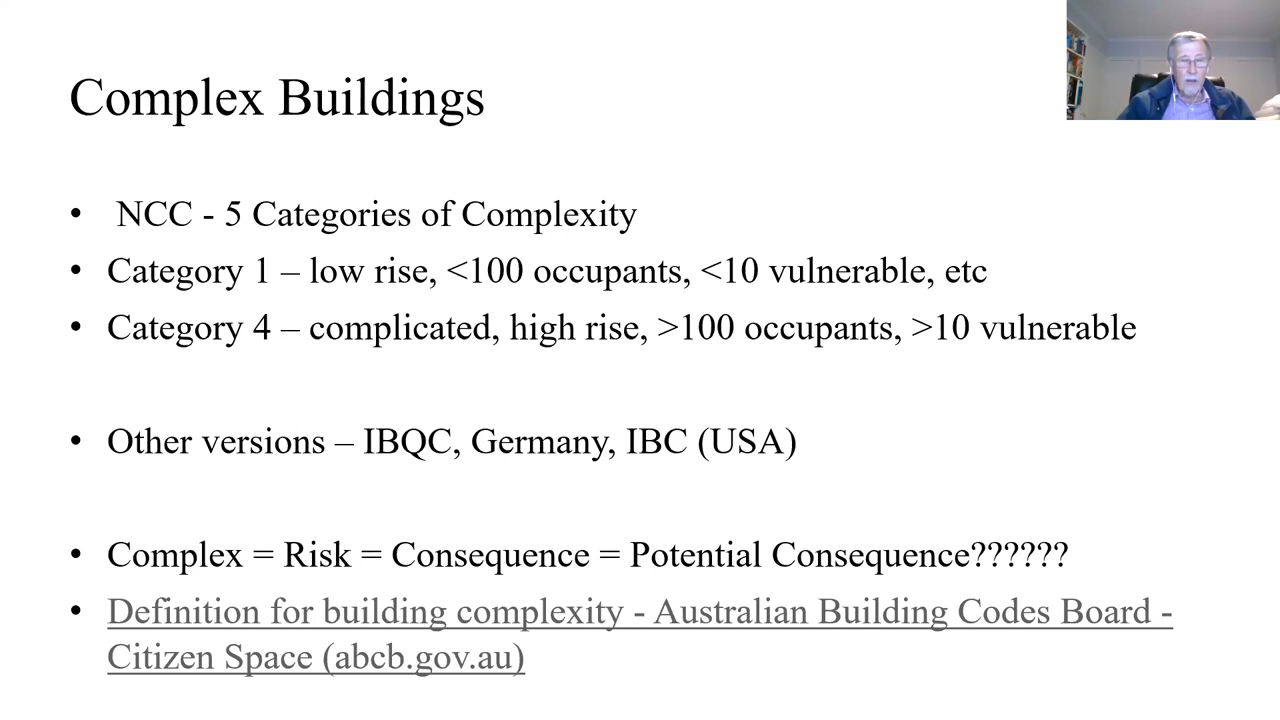 Complex Buildings
• NCC - 5 Categories of Complexity
• Category 1 – low rise, <100 occupants, <10 vulnerable, etc
• Category 4 – complicated, high rise, >100 occupants, >10 vulnerable
• Other versions – IBQC, Germany, IBC (USA)
• Complex = Risk = Consequence = Potential Consequence??????
• Definition for building complexity - Australian Building Codes Board -
Citizen Space (abcb.gov.au)